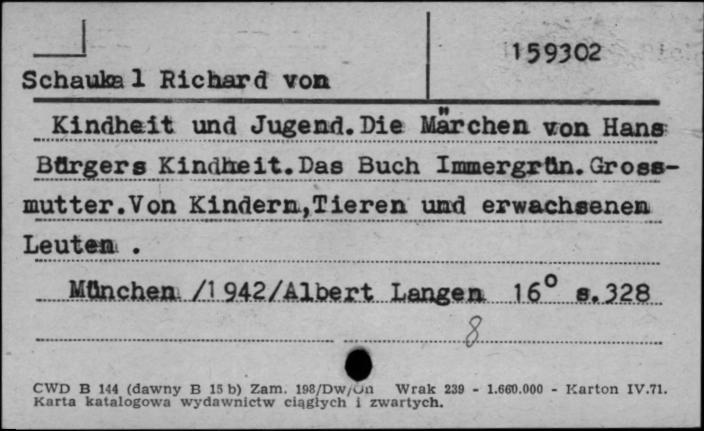 159302
Schaukal Richard von
Kindheit und Jugend.Die Märchen von Hans
Bürgers Kindheit.Das Buch Immergrün.Gross-
mutter.Von Kindern,Tieren und erwachsenen
Leuten .
München /1942/Albert Langen 16° s.328
8
CWD B 144 (dawny B 15 b) Zam. 198/Dw/Un Wrak 239 - 1.660.000 - Karton IV.71.
Karta katalogowa wydawnictw ciągłych i zwartych.